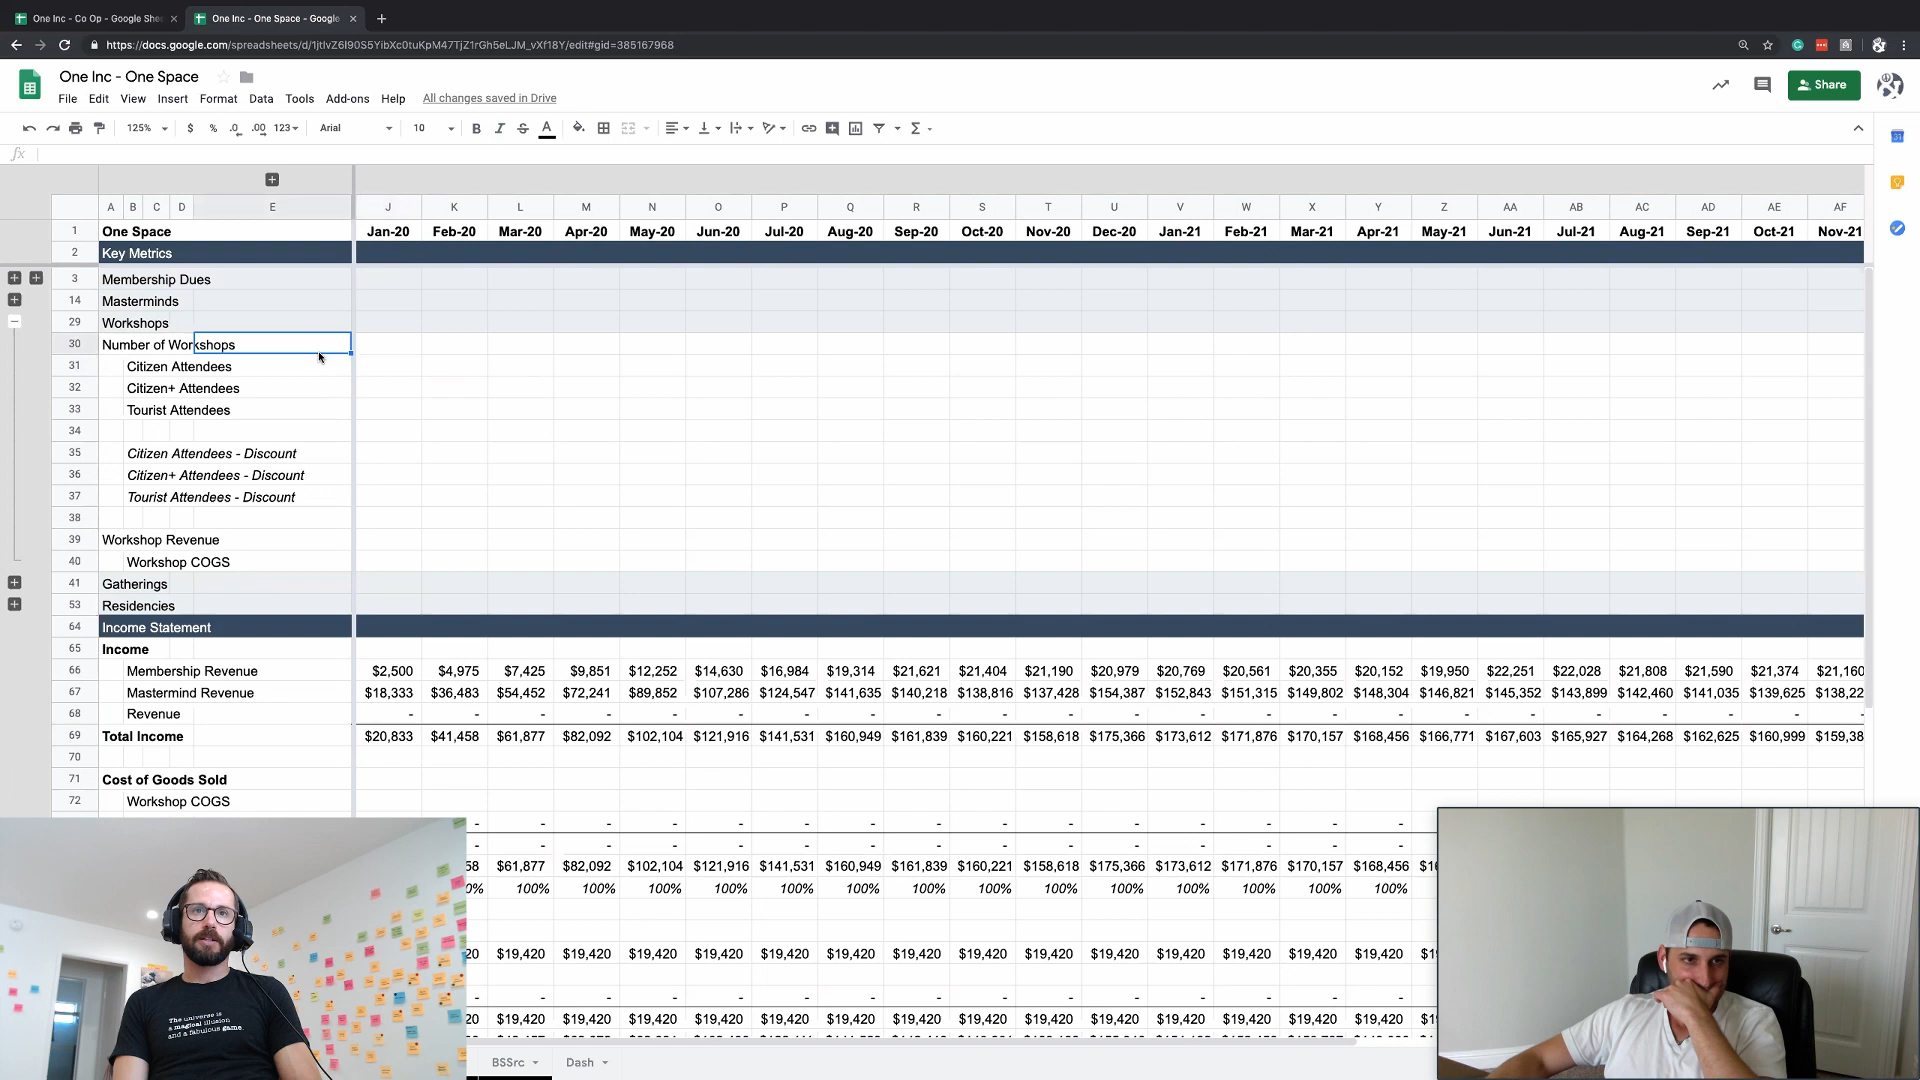 One Inc - Co Op - Google She
One Inc - One Space - Google
https://docs.google.com/spreadsheets/d/1jtIvZ6I90S5YibXc0tuKpM47TjZ1rGh5eLJM_vXf18Y/edit#gid=385167968
One Inc - One Space
File Edit View Insert Format Data Tools Add-ons Help All changes saved in Drive
Share
125% $ % .0 .00 123 Arial 10 B I S A
fx
A B C D E J K L M N O P Q R S T U V W X Y Z AA AB AC AD AE AF
1 One Space Jan-20 Feb-20 Mar-20 Apr-20 May-20 Jun-20 Jul-20 Aug-20 Sep-20 Oct-20 Nov-20 Dec-20 Jan-21 Feb-21 Mar-21 Apr-21 May-21 Jun-21 Jul-21 Aug-21 Sep-21 Oct-21 Nov-21
2 Key Metrics
3 Membership Dues
14 Masterminds
29 Workshops
30 Number of Workshops
31 Citizen Attendees
32 Citizen+ Attendees
33 Tourist Attendees
34
35 Citizen Attendees - Discount
36 Citizen+ Attendees - Discount
37 Tourist Attendees - Discount
38
39 Workshop Revenue
40 Workshop COGS
41 Gatherings
53 Residencies
64 Income Statement
65 Income
66 Membership Revenue $2,500 $4,975 $7,425 $9,851 $12,252 $14,630 $16,984 $19,314 $21,621 $21,404 $21,190 $20,979 $20,769 $20,561 $20,355 $20,152 $19,950 $22,251 $22,028 $21,808 $21,590 $21,374 $21,160
67 Mastermind Revenue $18,333 $36,483 $54,452 $72,241 $89,852 $107,286 $124,547 $141,635 $140,218 $138,816 $137,428 $154,387 $152,843 $151,315 $149,802 $148,304 $146,821 $145,352 $143,899 $142,460 $141,035 $139,625 $138,22
68 Revenue - - - - - - - - - - - - - - - - - - - - - - -
69 Total Income $20,833 $41,458 $61,877 $82,092 $102,104 $121,916 $141,531 $160,949 $161,839 $160,221 $158,618 $175,366 $173,612 $171,876 $170,157 $168,456 $166,771 $167,603 $165,927 $164,268 $162,625 $160,999 $159,38
70
71 Cost of Goods Sold
72 Workshop COGS
- - - - - - - - - - - - - - -
- - - - - - - - - - - - - - -
58 $61,877 $82,092 $102,104 $121,916 $141,531 $160,949 $161,839 $160,221 $158,618 $175,366 $173,612 $171,876 $170,157 $168,456 $16
0% 100% 100% 100% 100% 100% 100% 100% 100% 100% 100% 100% 100% 100% 100%
20 $19,420 $19,420 $19,420 $19,420 $19,420 $19,420 $19,420 $19,420 $19,420 $19,420 $19,420 $19,420 $19,420 $19,420 $1
- - - - - - - - - - - - - - -
20 $19,420 $19,420 $19,420 $19,420 $19,420 $19,420 $19,420 $19,420 $19,420 $19,420 $19,420 $19,420 $19,420 $19,420 $1
BSSrc Dash
The universe is
a magical illusion
and a fabulous game.